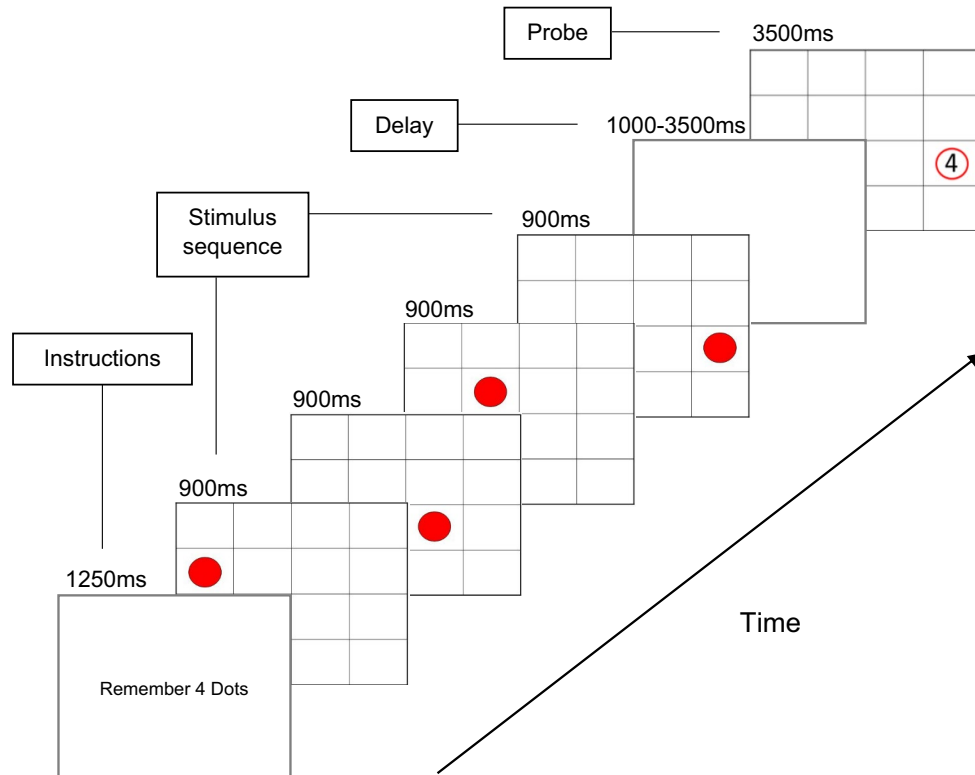 Probe
3500ms
Delay
1000-3500ms
4
Stimulus
sequence
900ms
900ms
Instructions
900ms
900ms
1250ms
Time
Remember 4 Dots